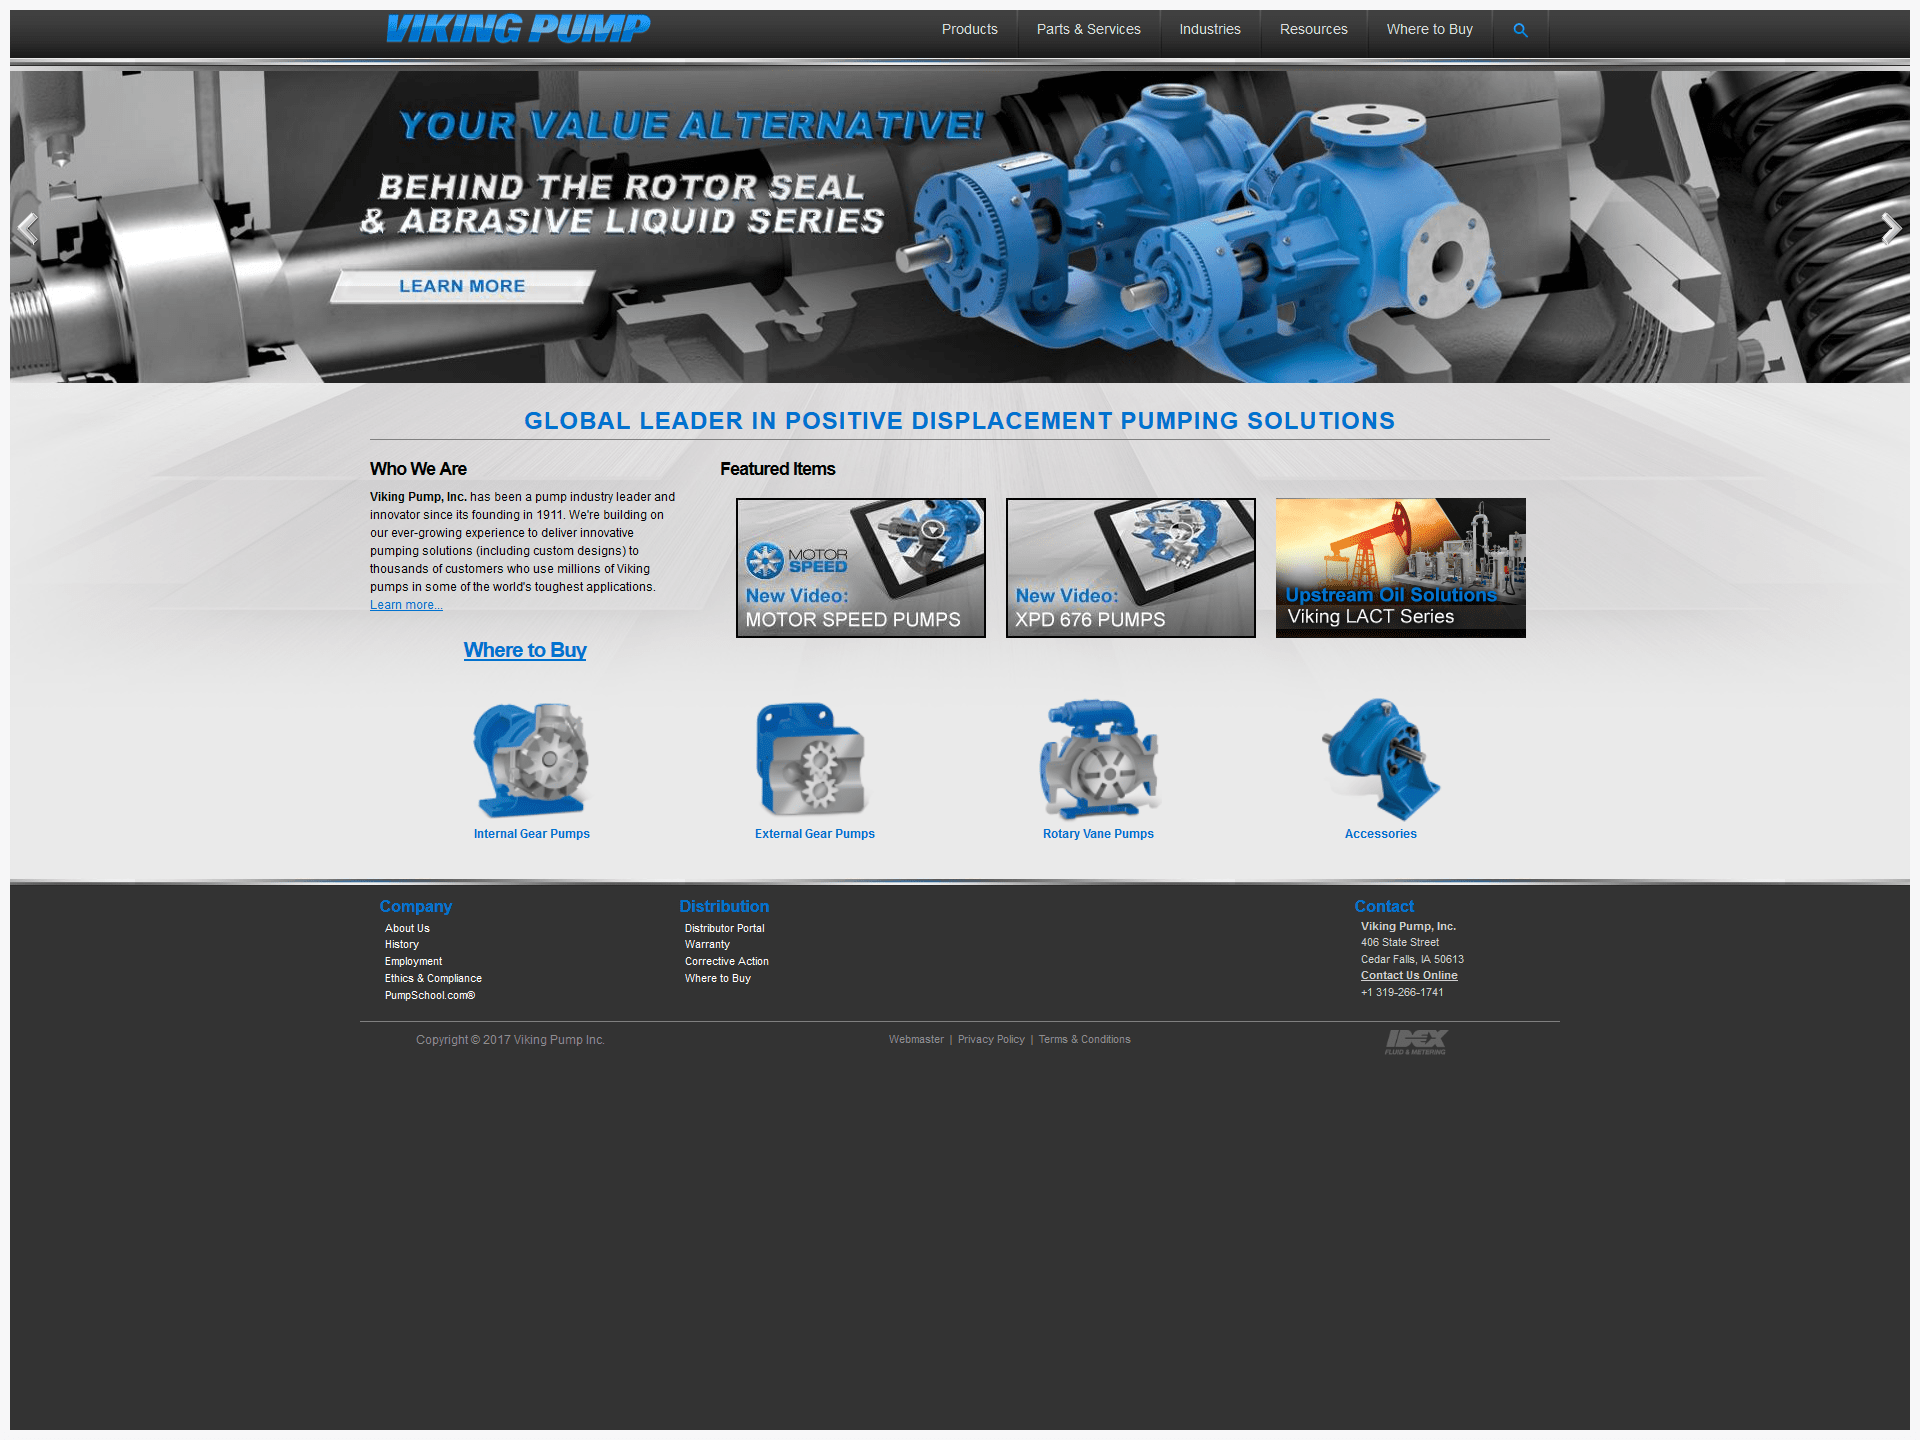 VIKING PUMP
Products
Parts & Services
Industries
Resources
Where to Buy
YOUR VALUE ALTERNATIVE!
BEHIND THE ROTOR SEAL
& ABRASIVE LIQUID SERIES
LEARN MORE
GLOBAL LEADER IN POSITIVE DISPLACEMENT PUMPING SOLUTIONS
Who We Are
Viking Pump, Inc. has been a pump industry leader and
innovator since its founding in 1911. We're building on
our ever-growing experience to deliver innovative
pumping solutions (including custom designs) to
thousands of customers who use millions of Viking
pumps in some of the world's toughest applications.
Learn more...
Where to Buy
Featured Items
MOTOR
SPEED
New Video:
MOTOR SPEED PUMPS
New Video:
XPD 676 PUMPS
Upstream Oil Solutions
Viking LACT Series
Internal Gear Pumps
External Gear Pumps
Rotary Vane Pumps
Accessories
Company
About Us
History
Employment
Ethics & Compliance
PumpSchool.com®
Distribution
Distributor Portal
Warranty
Corrective Action
Where to Buy
Contact
Viking Pump, Inc.
406 State Street
Cedar Falls, IA 50613
Contact Us Online
+1 319-266-1741
Copyright © 2017 Viking Pump Inc.
Webmaster | Privacy Policy | Terms & Conditions
IDEX
FLUID & METERING